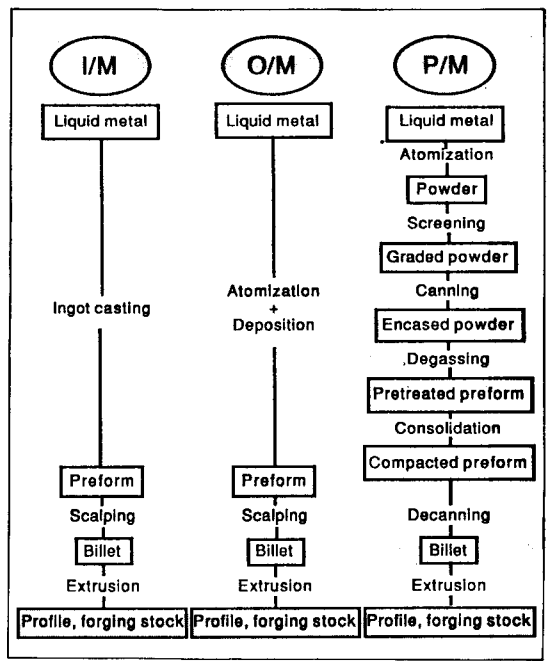 I/M
Liquid metal
Ingot casting
Preform
Scalping
Billet
Extrusion
Profile, forging stock
O/M
Liquid metal
Atomization
+
Deposition
Preform
Scalping
Billet
Extrusion
Profile, forging stock
P/M
Liquid metal
Atomization
Powder
Screening
Graded powder
Canning
Encased powder
Degassing
Pretreated preform
Consolidation
Compacted preform
Decanning
Billet
Extrusion
Profile, forging stock